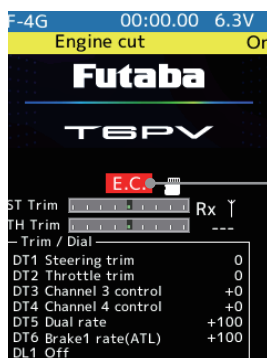 F-4G 00:00.00 6.3V
Engine cut
Futaba
T6PV
E.C.
ST Trim Rx
TH Trim ---
Trim / Dial
DT1 Steering trim 0
DT2 Throttle trim 0
DT3 Channel 3 control +0
DT4 Channel 4 control +0
DT5 Dual rate +100
DT6 Brake1 rate(ATL) +100
DL1 Off